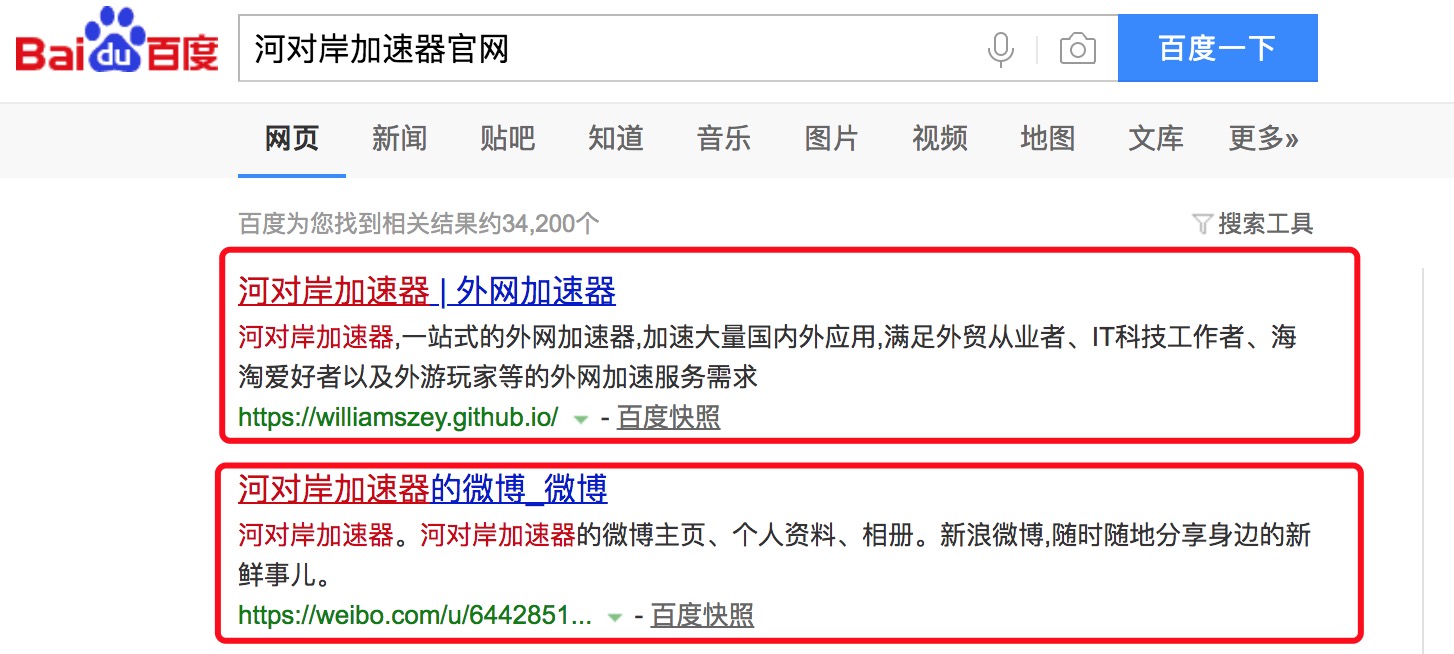 Bai du 百度
河对岸加速器官网
百度一下
网页 新闻 贴吧 知道 音乐 图片 视频 地图 文库 更多»
百度为您找到相关结果约34,200个
搜索工具
河对岸加速器 | 外网加速器
河对岸加速器,一站式的外网加速器,加速大量国内外应用,满足外贸从业者、IT科技工作者、海
淘爱好者以及外游玩家等的外网加速服务需求
https://williamszey.github.io/ - 百度快照
河对岸加速器的微博_微博
河对岸加速器。河对岸加速器的微博主页、个人资料、相册。新浪微博,随时随地分享身边的新
鲜事儿。
https://weibo.com/u/6442851... - 百度快照